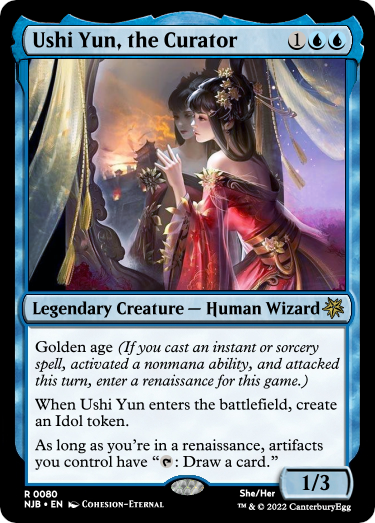 Ushi Yun, the Curator 1
Legendary Creature — Human Wizard
Golden age (If you cast an instant or sorcery
spell, activated a nonmana ability, and attacked
this turn, enter a renaissance for this game.)
When Ushi Yun enters the battlefield, create
an Idol token.
As long as you're in a renaissance, artifacts
you control have “: Draw a card.”
1/3
R 0080 She/Her
NJB • EN Cohesion-Eternal ™ & © 2022 CanterburyEgg